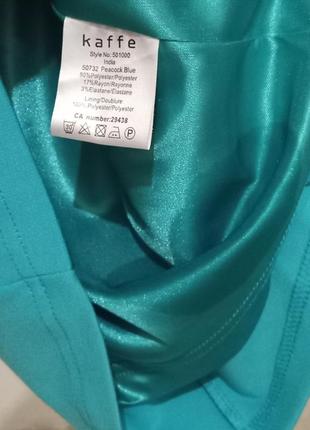 kaffe
Style No: 501000
India
50732 Peacock Blue
80%Polyester/Polyester
17%Rayon/Rayonne
3%Elastane/Elastane
Lining/Doublure
100% Polyester/Polyester
CA number:29438